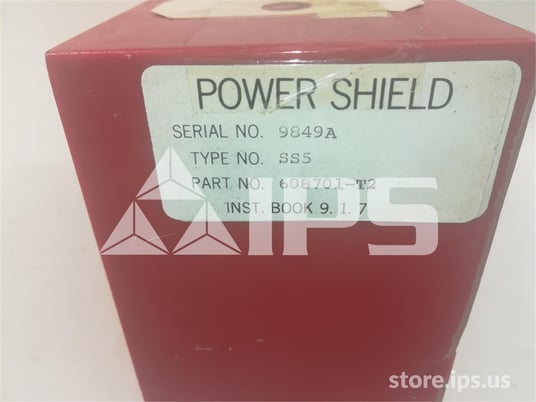 POWER SHIELD
SERIAL NO. 9849A
TYPE NO. SS5
PART NO. 608701-T2
INST. BOOK 9. 1. 7
IPS
store.ips.us